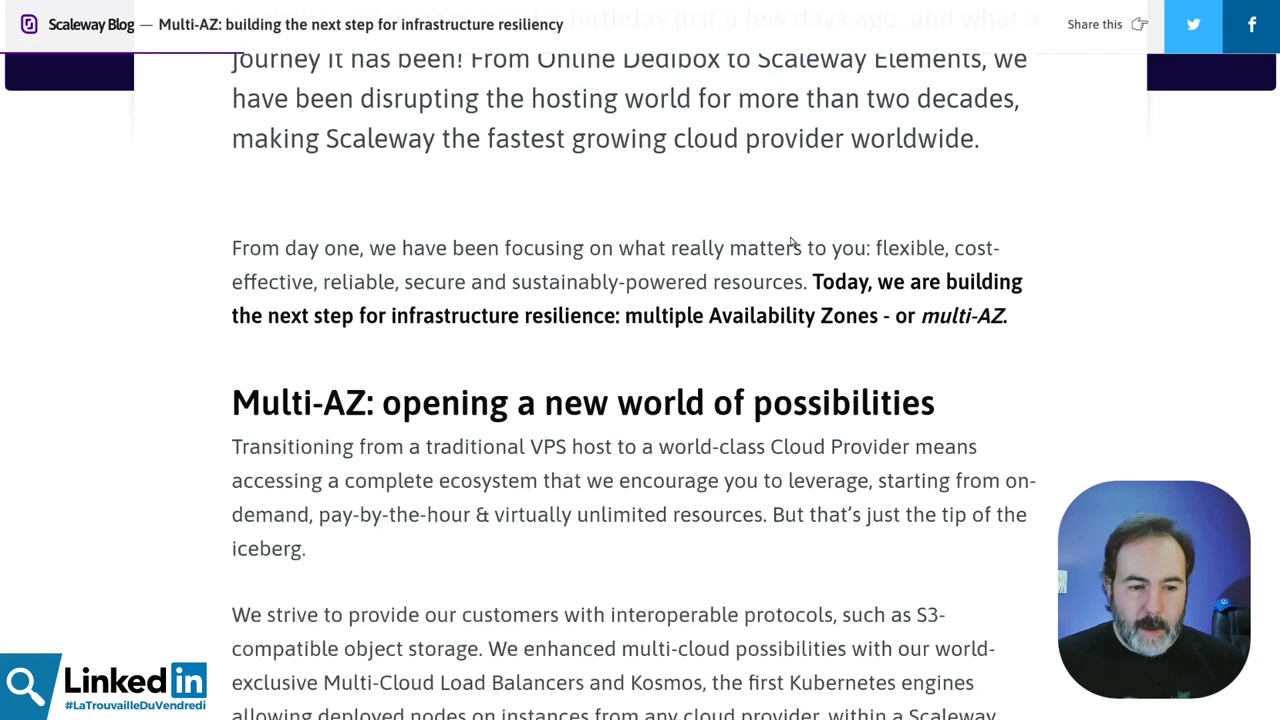 Scaleway Blog — Multi-AZ: building the next step for infrastructure resiliency
Share this
birthday just a few days ago, and what a
journey it has been! From Online Dedibox to Scaleway Elements, we
have been disrupting the hosting world for more than two decades,
making Scaleway the fastest growing cloud provider worldwide.
From day one, we have been focusing on what really matters to you: flexible, cost-
effective, reliable, secure and sustainably-powered resources. Today, we are building
the next step for infrastructure resilience: multiple Availability Zones - or multi-AZ.
Multi-AZ: opening a new world of possibilities
Transitioning from a traditional VPS host to a world-class Cloud Provider means
accessing a complete ecosystem that we encourage you to leverage, starting from on-
demand, pay-by-the-hour & virtually unlimited resources. But that’s just the tip of the
iceberg.
We strive to provide our customers with interoperable protocols, such as S3-
compatible object storage. We enhanced multi-cloud possibilities with our world-
exclusive Multi-Cloud Load Balancers and Kosmos, the first Kubernetes engines
allowing deployed nodes on instances from any cloud provider, within a Scaleway
Linked in
#LaTrouvailleDuVendredi